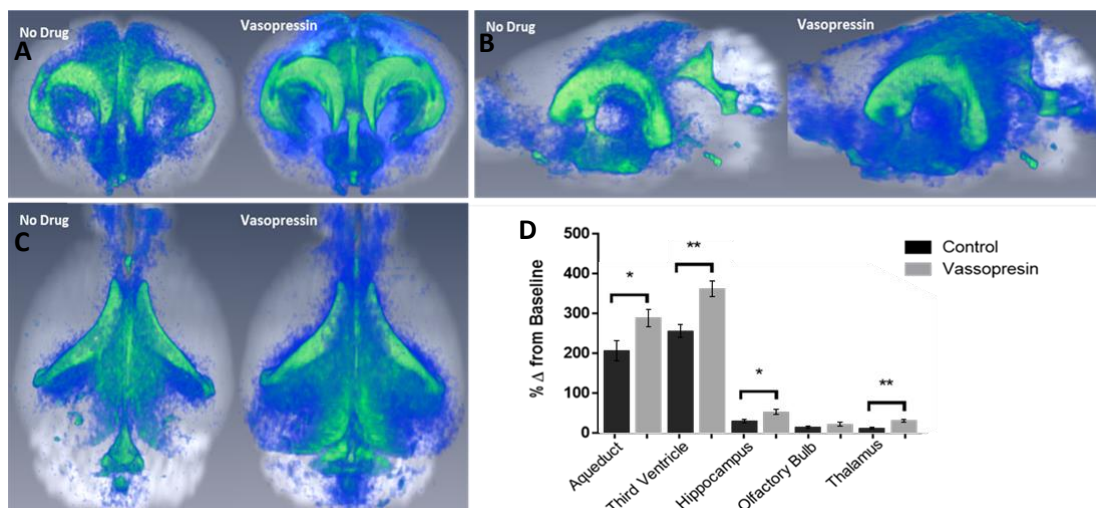 No Drug
Vasopressin
A
No Drug
Vasopressin
B
No Drug
Vasopressin
C
D
500
400
300
200
100
0
% Δ from Baseline
*
**
*
**
Control
Vassopresin
Aqueduct
Third Ventricle
Hippocampus
Olfactory Bulb
Thalamus